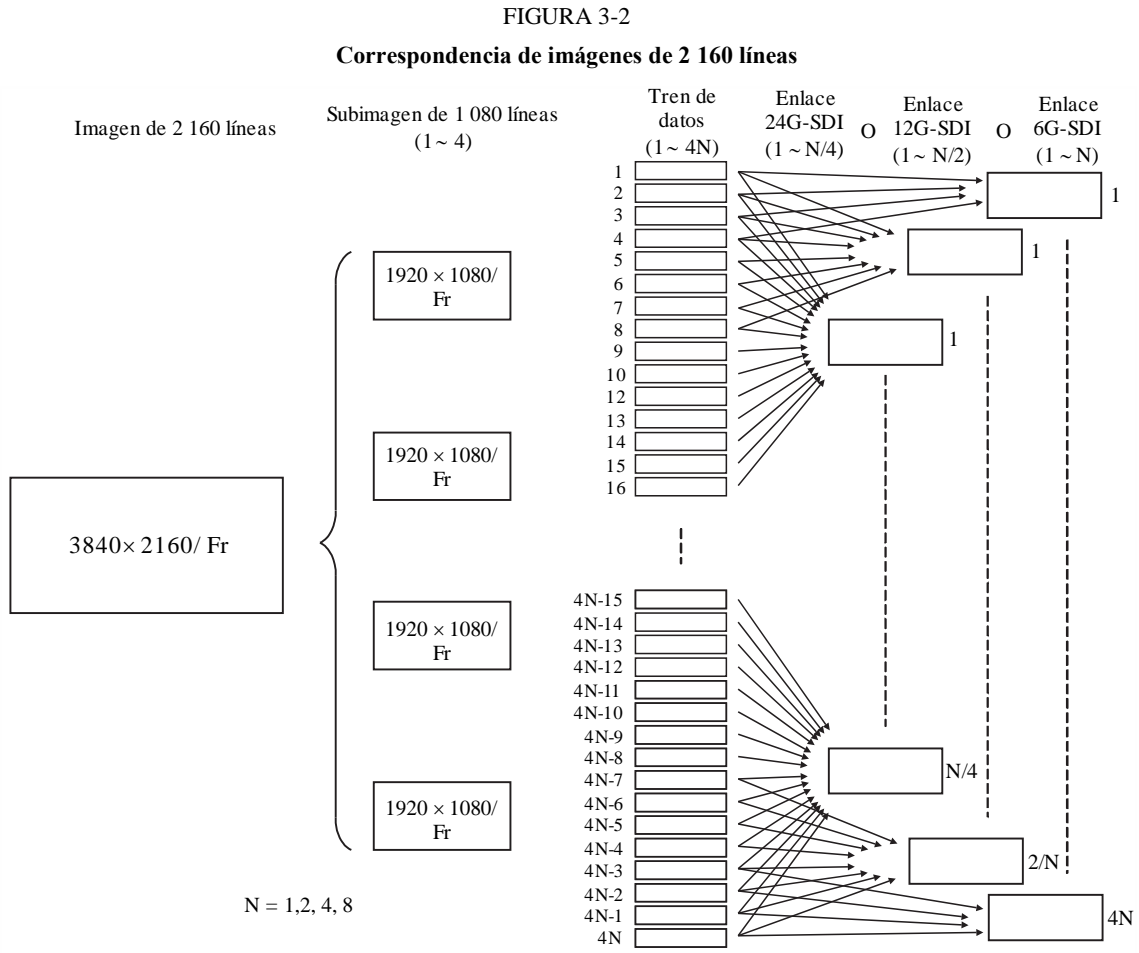 FIGURA 3-2
Correspondencia de imágenes de 2 160 líneas
Imagen de 2 160 líneas
Subimagen de 1 080 líneas
(1 ~ 4)
Tren de
datos
(1 ~ 4N)
Enlace
24G-SDI
(1 ~ N/4)
O
Enlace
12G-SDI
(1 ~ N/2)
O
Enlace
6G-SDI
(1 ~ N)
3840× 2160/ Fr
1920 × 1080/
Fr
1920 × 1080/
Fr
1920 × 1080/
Fr
1920 × 1080/
Fr
N = 1,2, 4, 8
1
2
3
4
5
6
7
8
9
10
12
13
14
15
16
4N-15
4N-14
4N-13
4N-12
4N-11
4N-10
4N-9
4N-8
4N-7
4N-6
4N-5
4N-4
4N-3
4N-2
4N-1
4N
1
1
1
N/4
2/N
4N